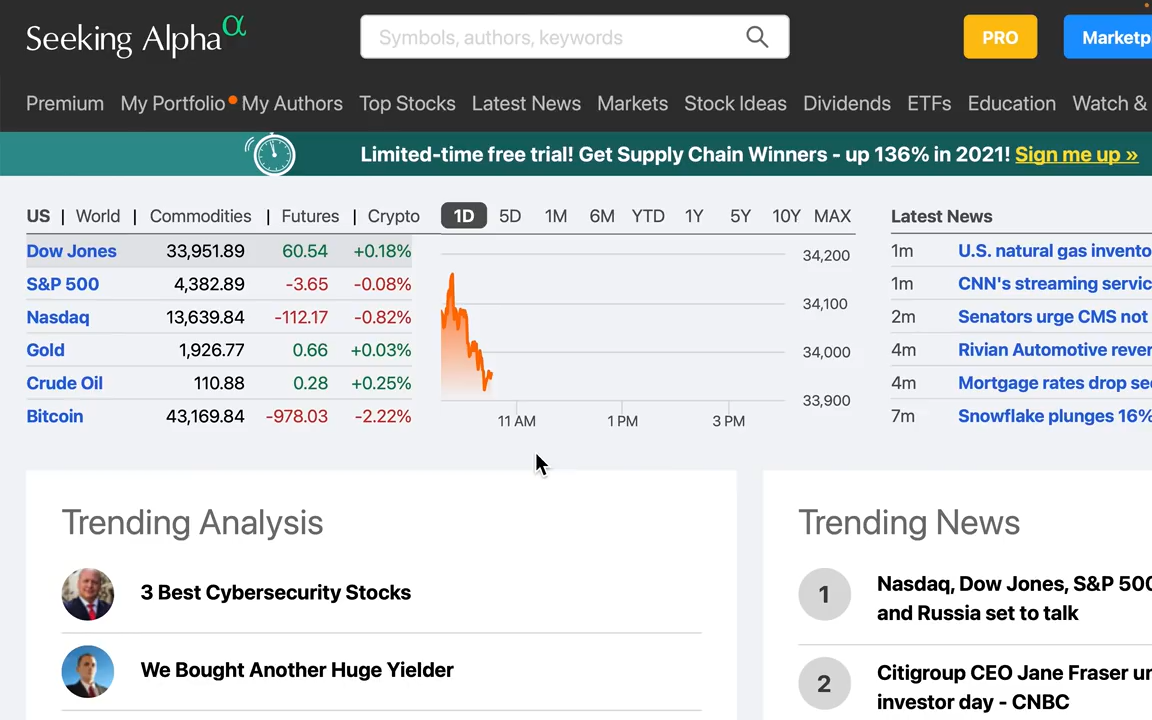 Seeking Alpha α
Symbols, authors, keywords
PRO
Marketp
Premium My Portfolio My Authors Top Stocks Latest News Markets Stock Ideas Dividends ETFs Education Watch &
Limited-time free trial! Get Supply Chain Winners - up 136% in 2021! Sign me up »
US | World | Commodities | Futures | Crypto
Dow Jones 33,951.89 60.54 +0.18%
S&P 500 4,382.89 -3.65 -0.08%
Nasdaq 13,639.84 -112.17 -0.82%
Gold 1,926.77 0.66 +0.03%
Crude Oil 110.88 0.28 +0.25%
Bitcoin 43,169.84 -978.03 -2.22%
1D 5D 1M 6M YTD 1Y 5Y 10Y MAX
34,200
34,100
34,000
33,900
11 AM 1 PM 3 PM
Latest News
1m U.S. natural gas invento
1m CNN's streaming servic
2m Senators urge CMS not
4m Rivian Automotive rever
4m Mortgage rates drop se
7m Snowflake plunges 16%
Trending Analysis
3 Best Cybersecurity Stocks
We Bought Another Huge Yielder
Trending News
1
Nasdaq, Dow Jones, S&P 500
and Russia set to talk
2
Citigroup CEO Jane Fraser un
investor day - CNBC